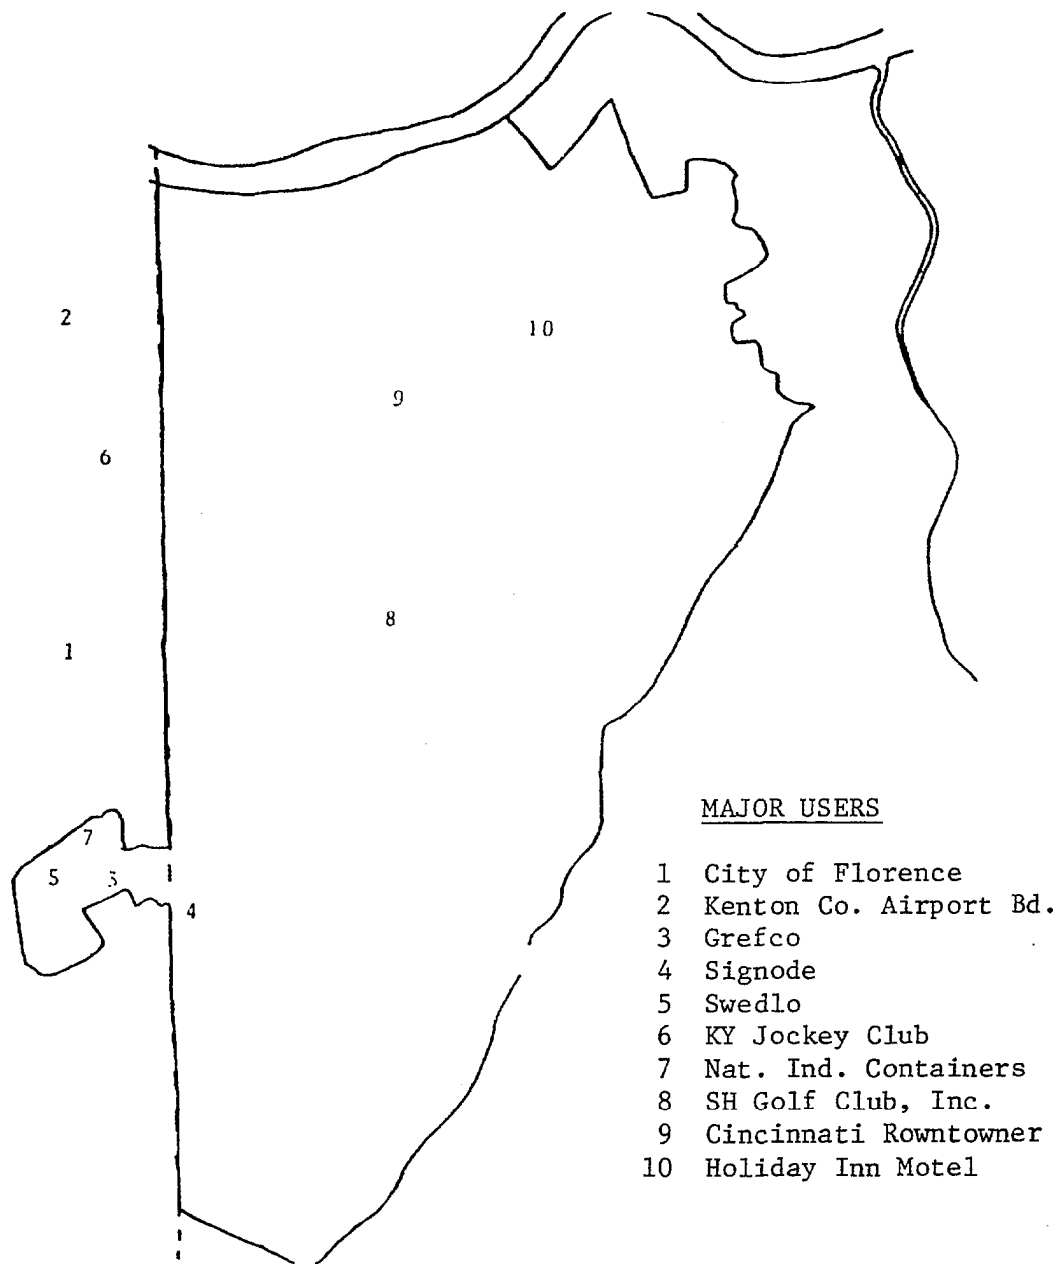 2
10
9
6
8
1
7
5
3
4
MAJOR USERS
1 City of Florence
2 Kenton Co. Airport Bd.
3 Grefco
4 Signode
5 Swedlo
6 KY Jockey Club
7 Nat. Ind. Containers
8 SH Golf Club, Inc.
9 Cincinnati Rowntowner
10 Holiday Inn Motel